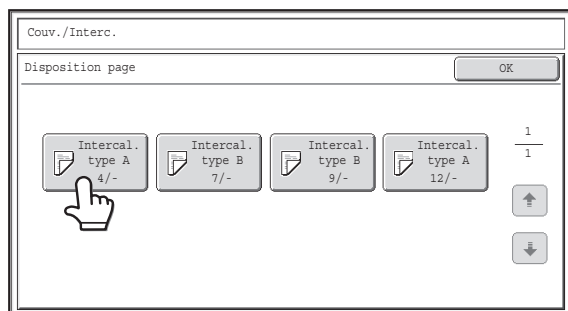 Couv./Interc.
Disposition page
OK
Intercal.
type A
4/-
Intercal.
type B
7/-
Intercal.
type B
9/-
Intercal.
type A
12/-
1
1